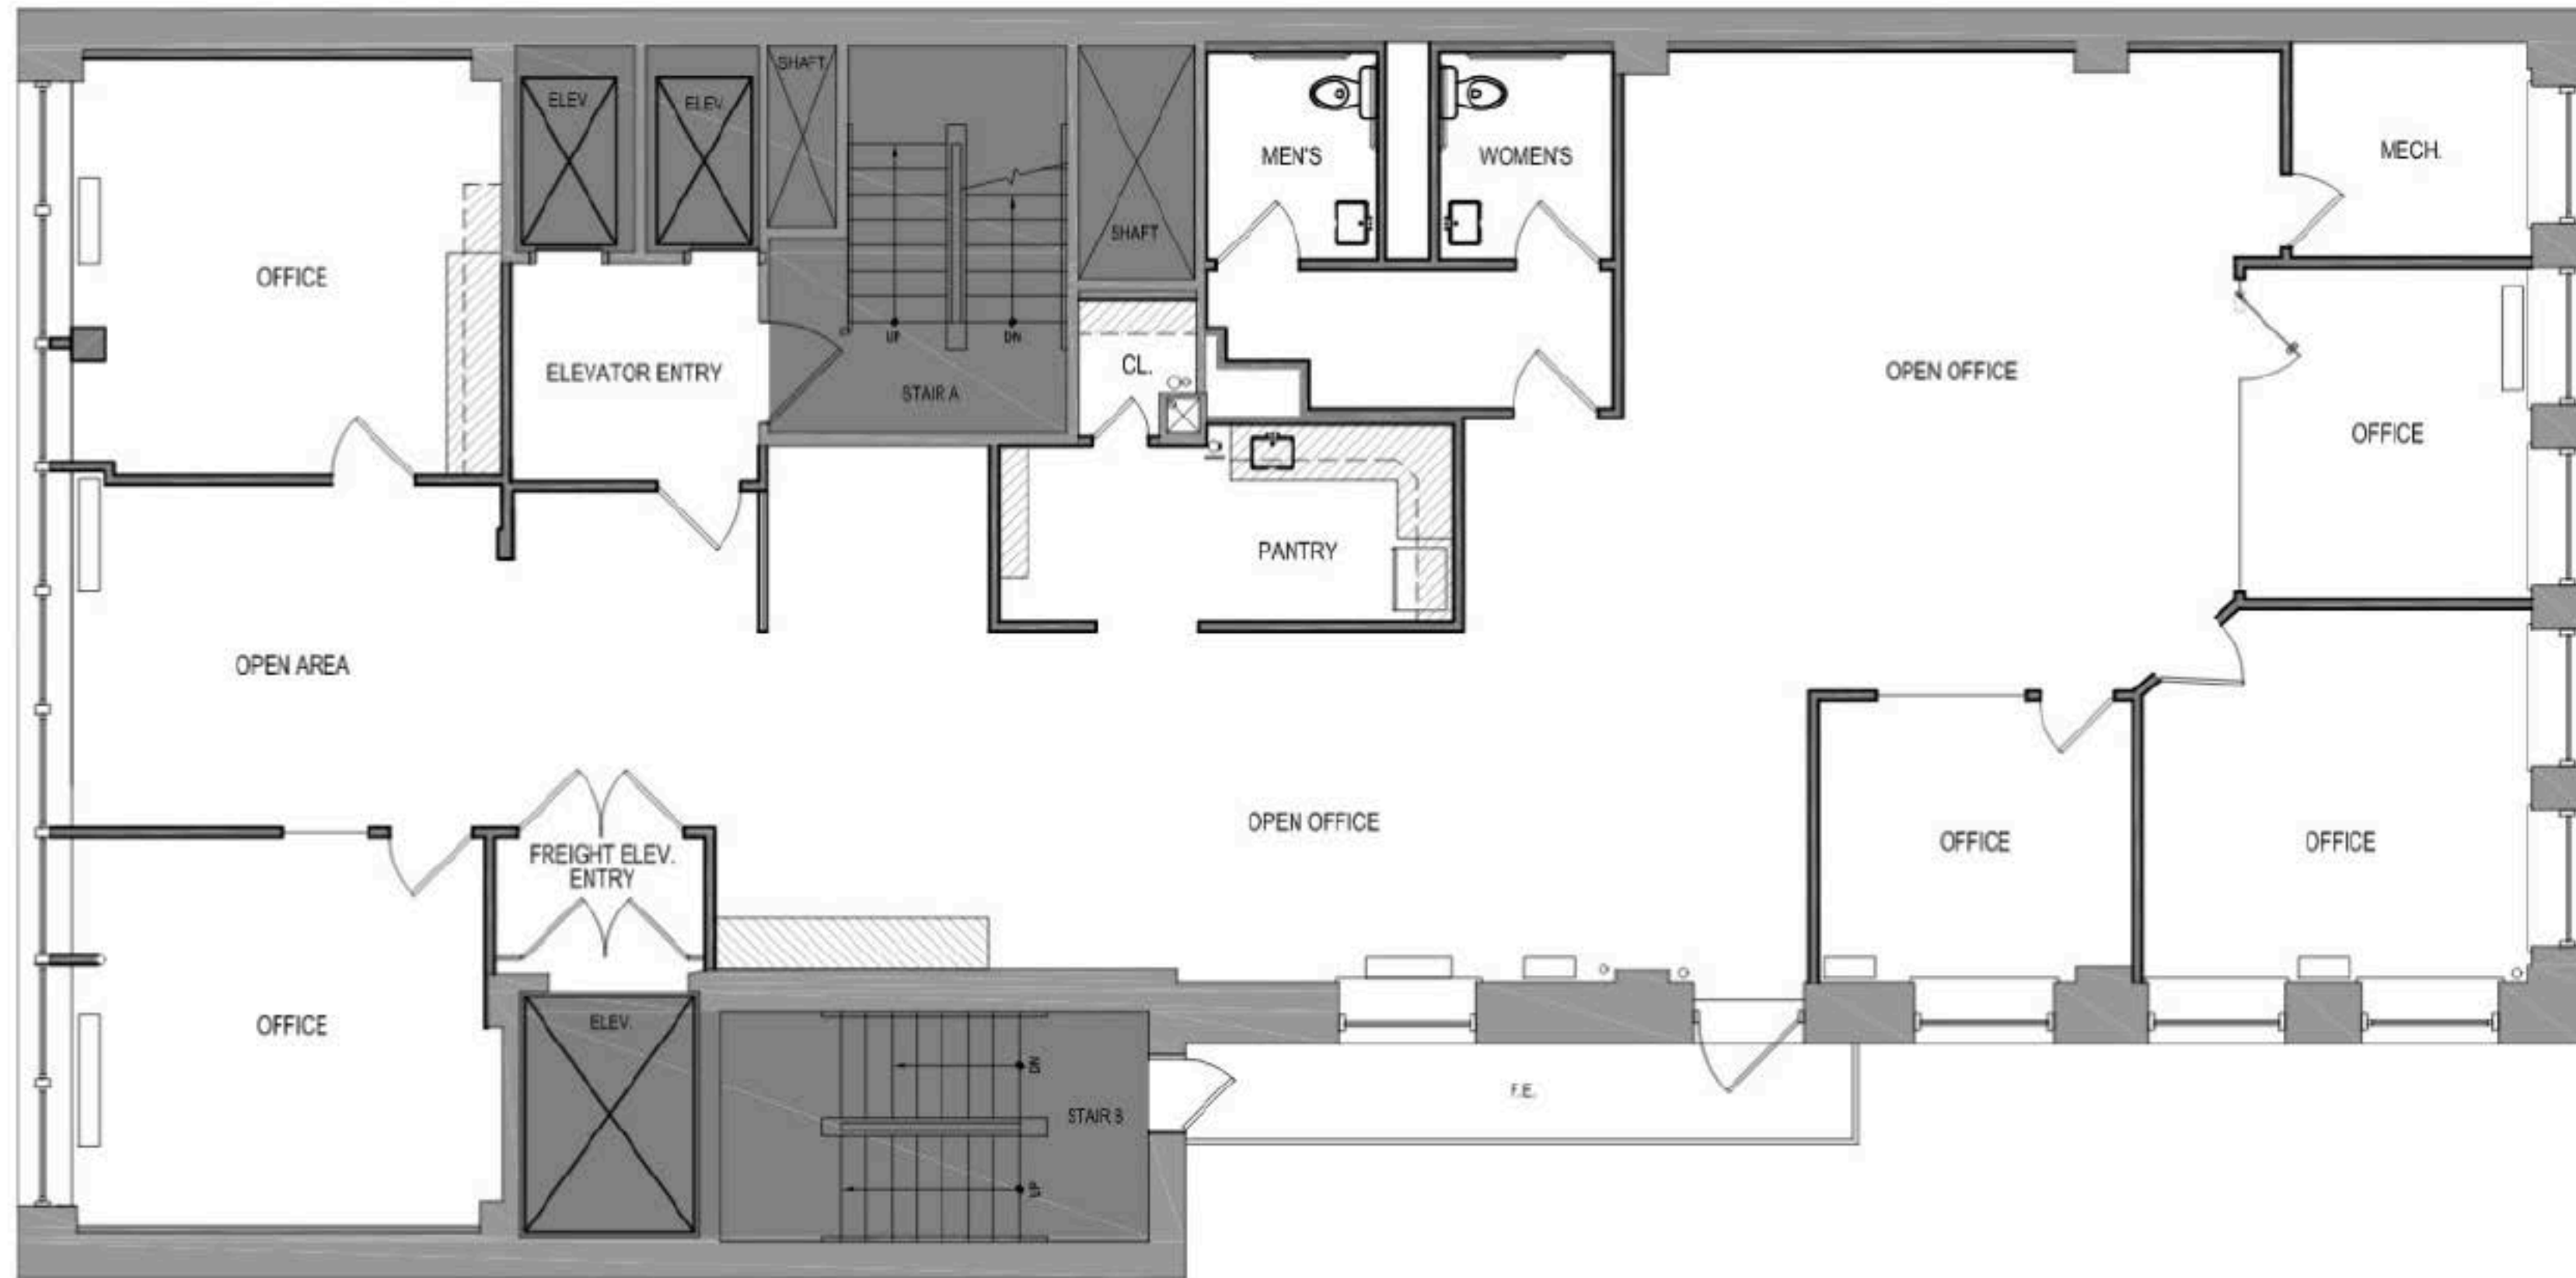 SHAFT
ELEV.
ELEV.
MEN'S
WOMEN'S
MECH.
SHAFT
OFFICE
UP
DN
ELEVATOR ENTRY
CL.
STAIR A
OPEN OFFICE
OFFICE
PANTRY
OPEN AREA
OPEN OFFICE
OFFICE
OFFICE
FREIGHT ELEV.
ENTRY
OFFICE
ELEV.
DN
STAIR B
F.E.
UP